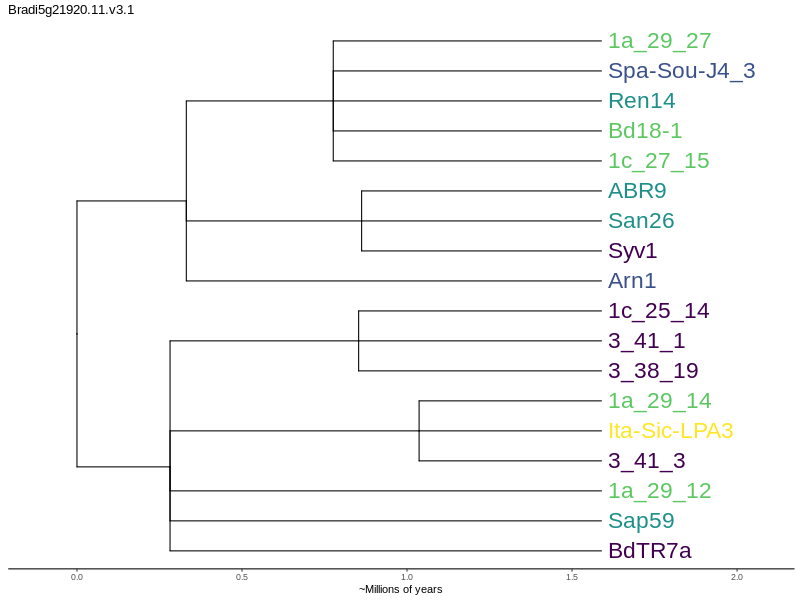 Bradi5g21920.11.v3.1
1a_29_27
Spa-Sou-J4_3
Ren14
Bd18-1
1c_27_15
ABR9
San26
Syv1
Arn1
1c_25_14
3_41_1
3_38_19
1a_29_14
Ita-Sic-LPA3
3_41_3
1a_29_12
Sap59
BdTR7a
0.0 0.5 1.0 1.5 2.0
~Millions of years